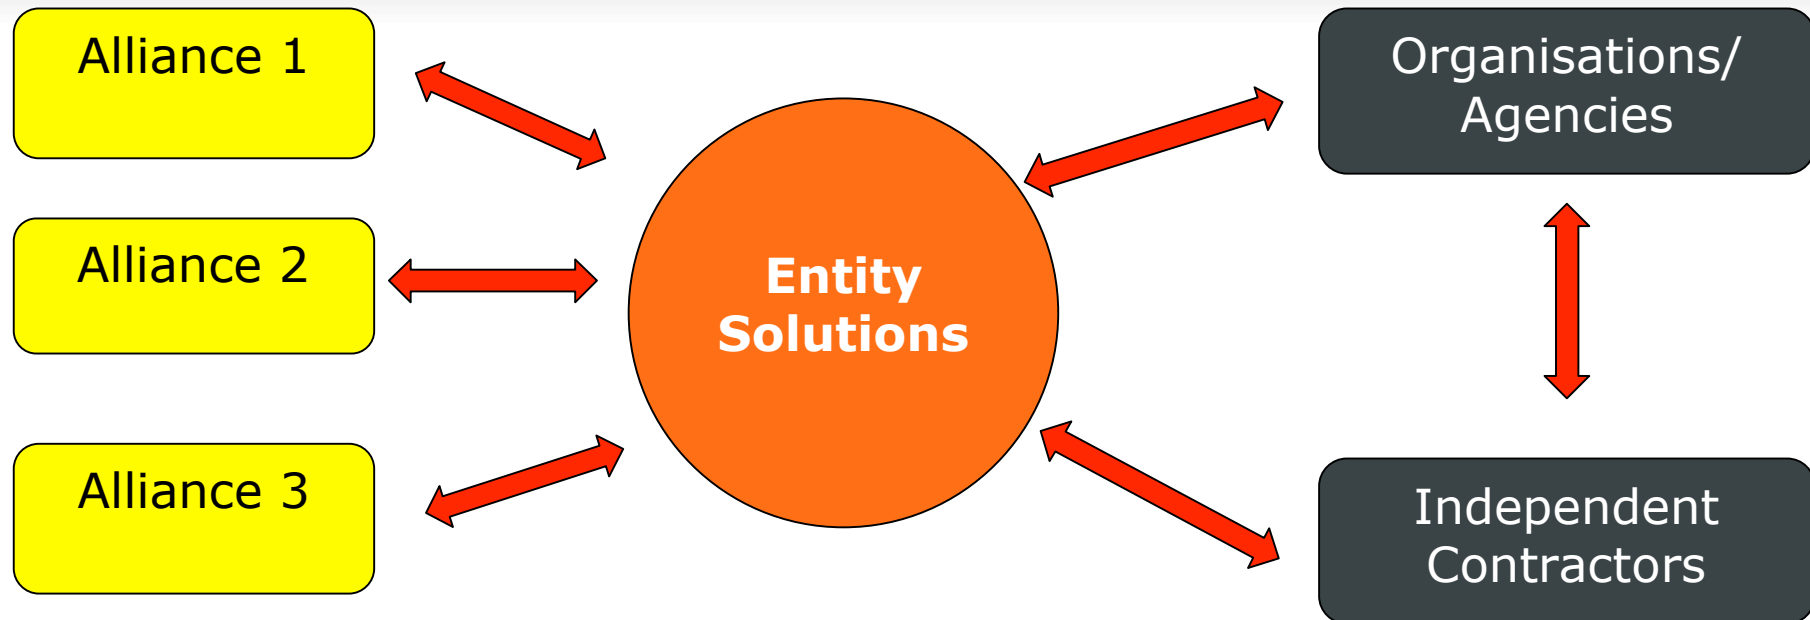 Alliance 1
Alliance 2
Alliance 3
Entity
Solutions
Organisations/
Agencies
Independent
Contractors